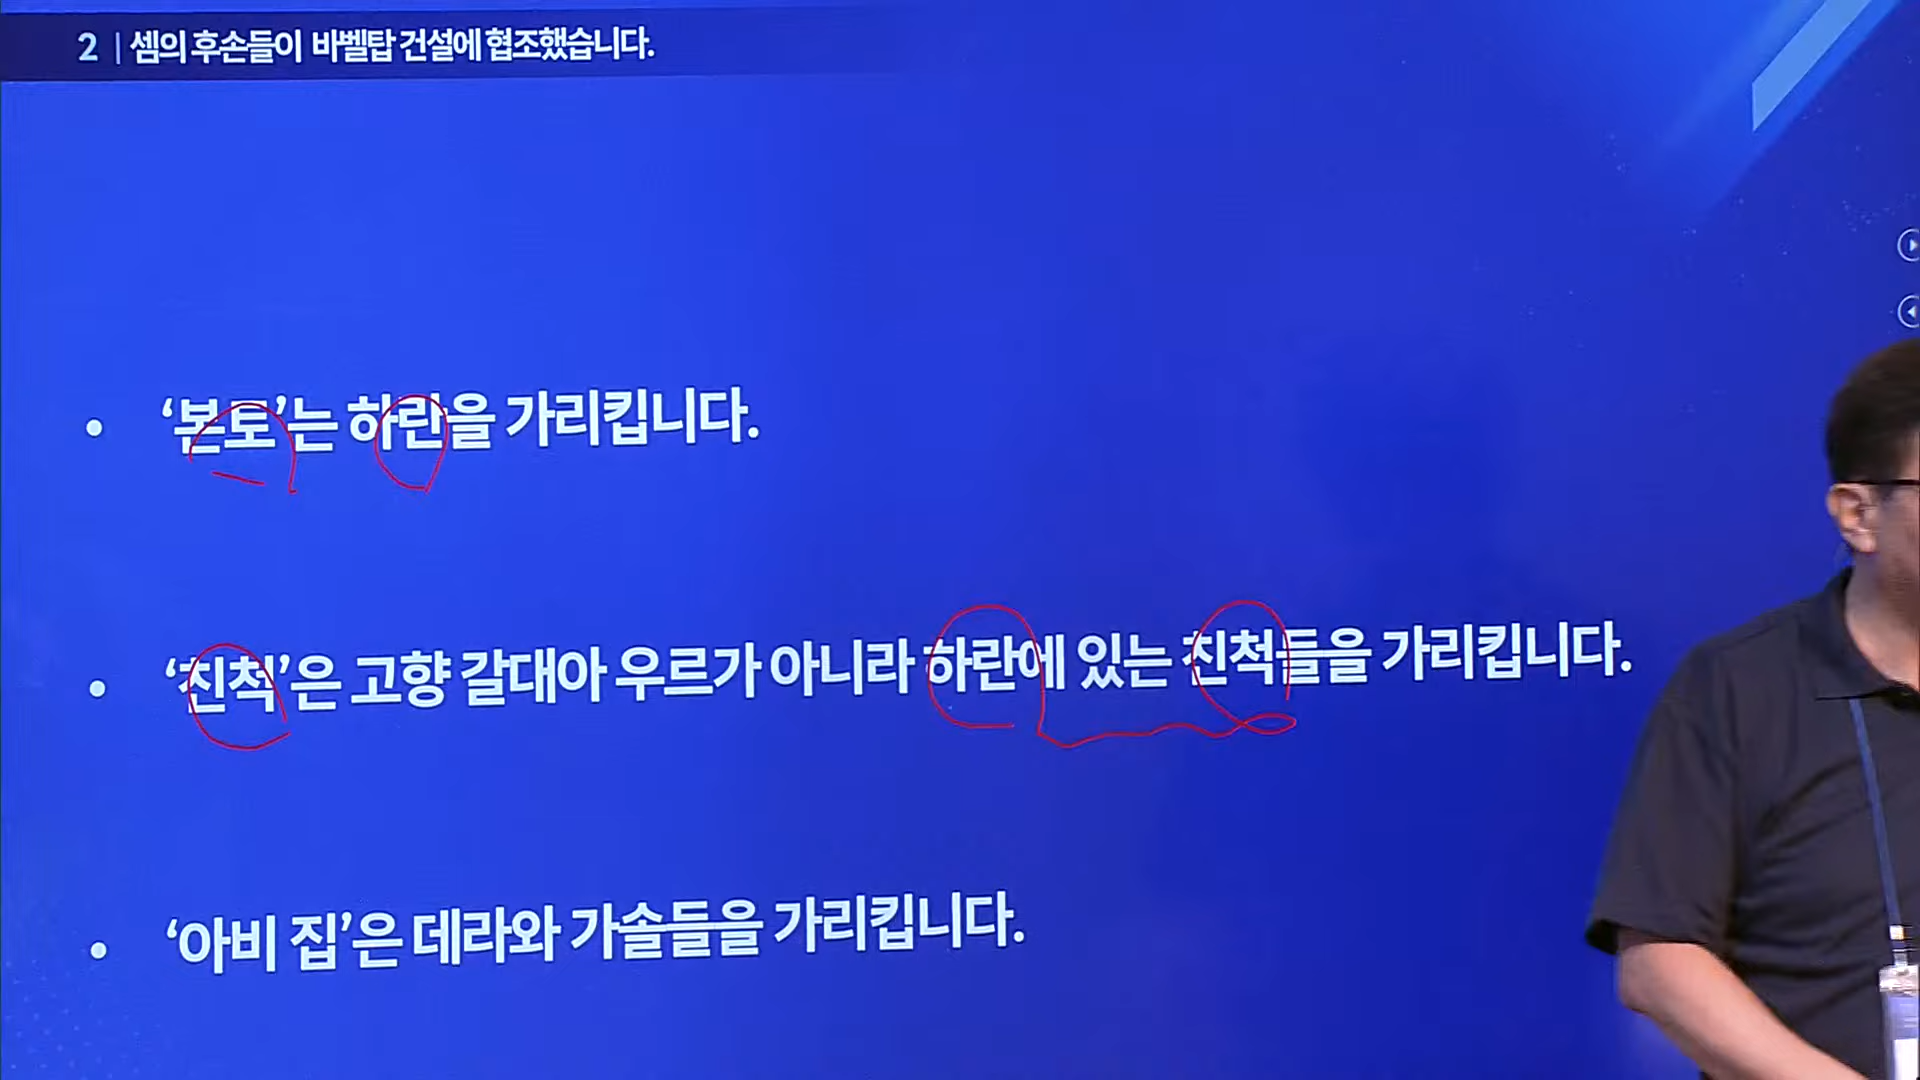 2 | 셈의 후손들이 바벨탑 건설에 협조했습니다.
• ‘본토’는 하란을 가리킵니다.
• ‘친척’은 고향 갈대아 우르가 아니라 하란에 있는 친척들을 가리킵니다.
• ‘아비 집’은 데라와 가솔들을 가리킵니다.